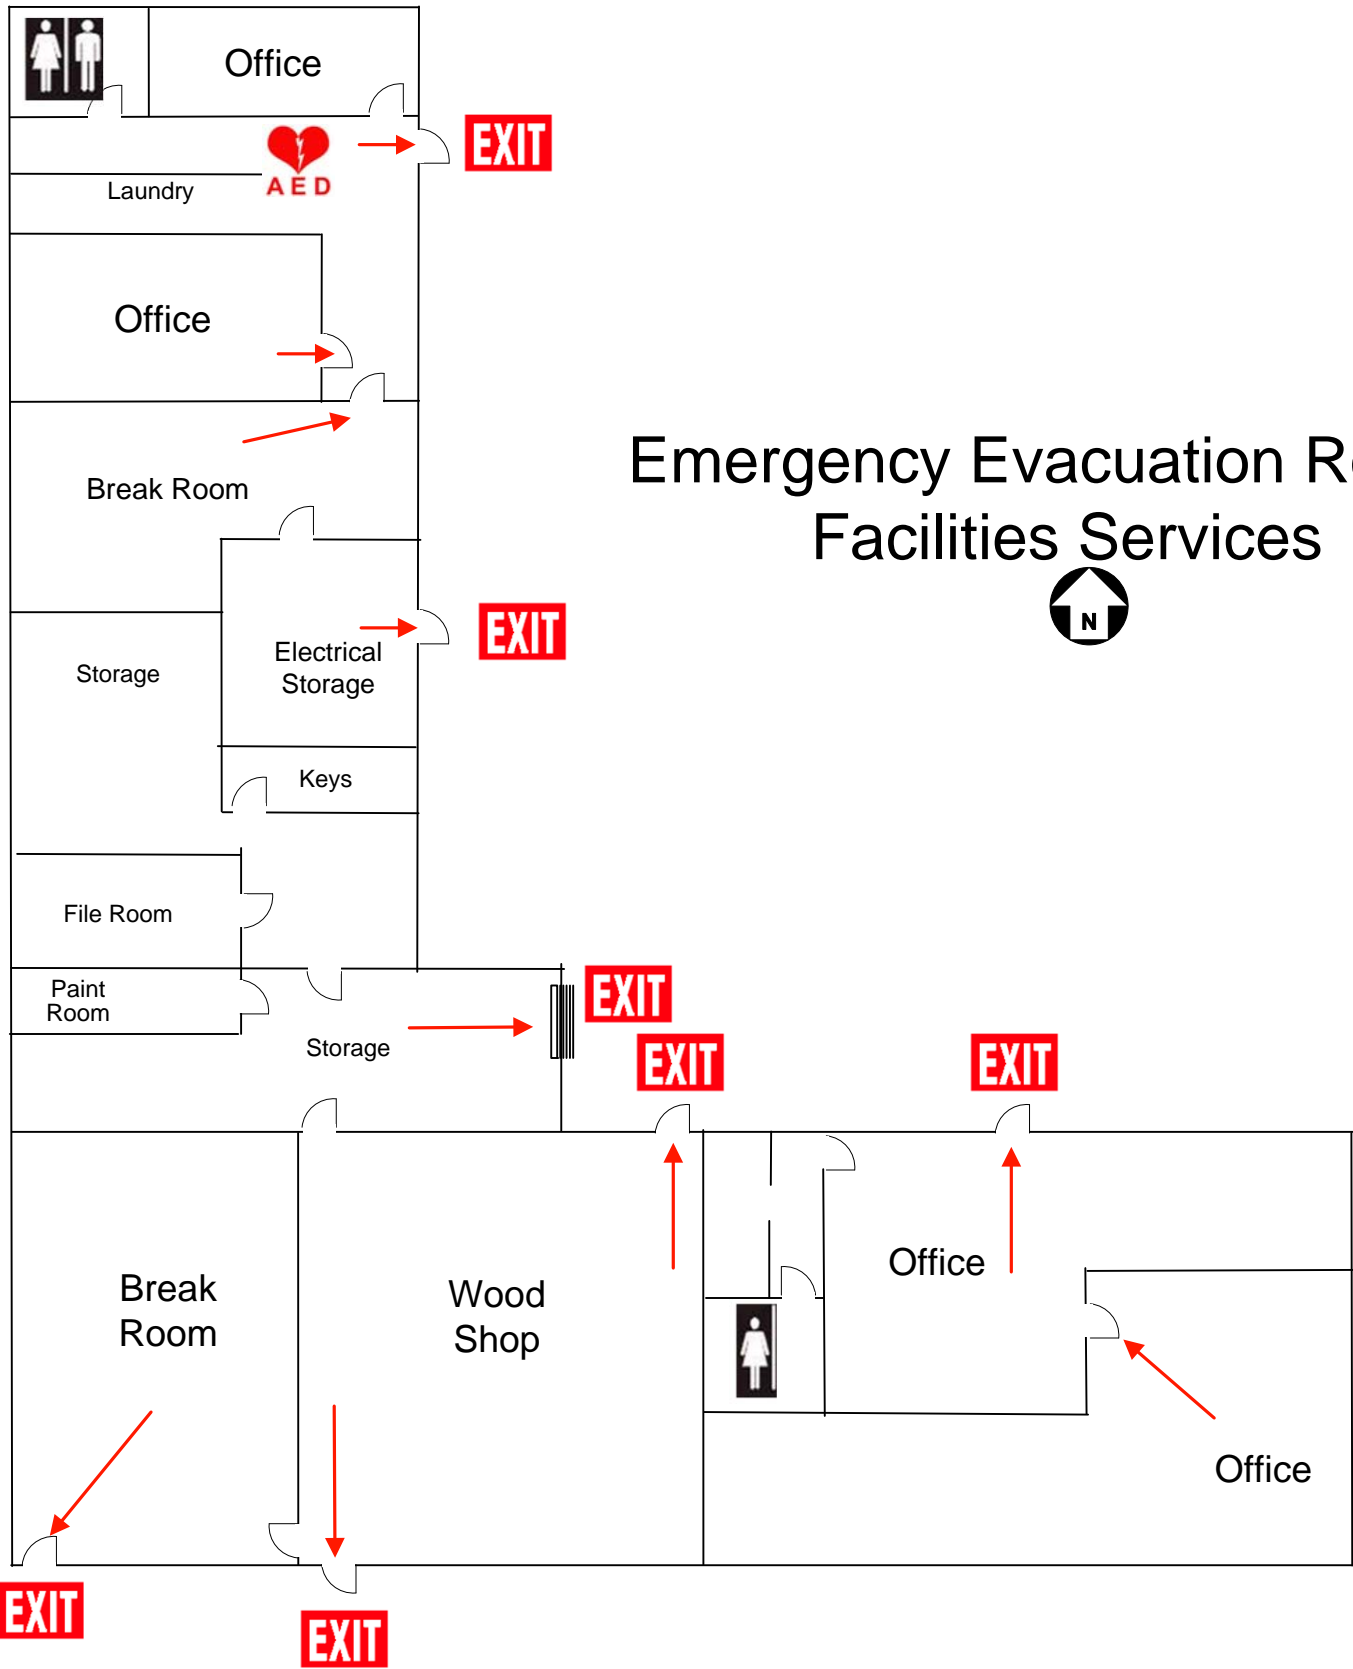 Office
EXIT
AED
Laundry
Office
Emergency Evacuation
Break Room
Facilities Services
N
EXIT
Electrical
Storage
Storage
Keys
File Room
Paint
Room
EXIT
Storage
EXIT
EXIT
Office
Break
Room
Wood
Shop
Office
EXIT
EXIT